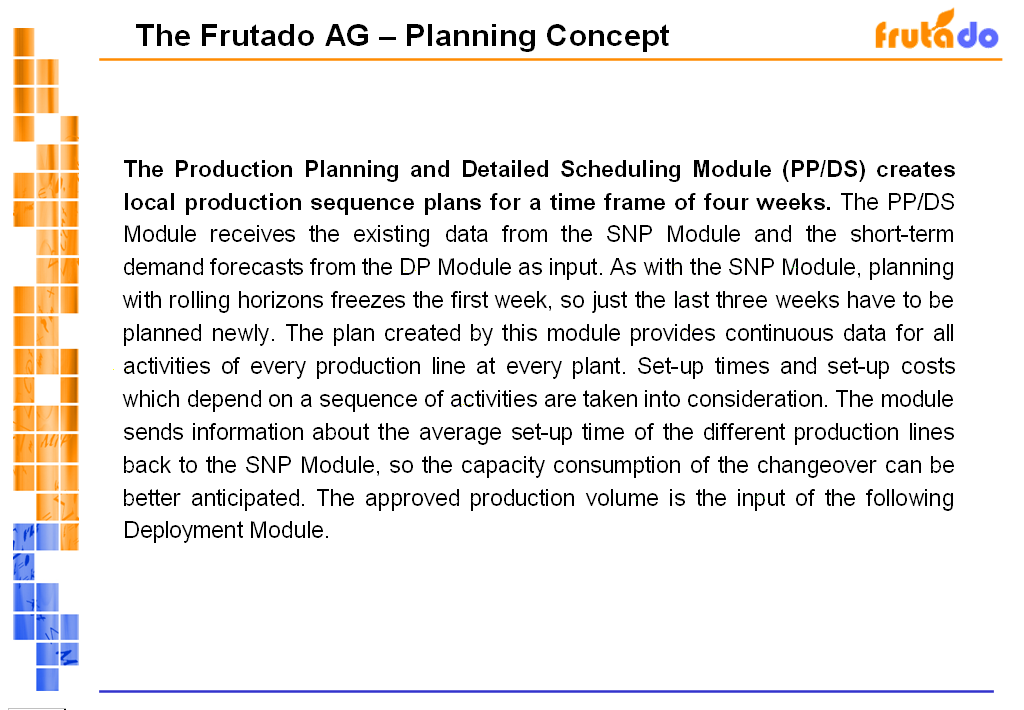 The Frutado AG – Planning Concept
frutado
The Production Planning and Detailed Scheduling Module (PP/DS) creates
local production sequence plans for a time frame of four weeks. The PP/DS
Module receives the existing data from the SNP Module and the short-term
demand forecasts from the DP Module as input. As with the SNP Module, planning
with rolling horizons freezes the first week, so just the last three weeks have to be
planned newly. The plan created by this module provides continuous data for all
activities of every production line at every plant. Set-up times and set-up costs
which depend on a sequence of activities are taken into consideration. The module
sends information about the average set-up time of the different production lines
back to the SNP Module, so the capacity consumption of the changeover can be
better anticipated. The approved production volume is the input of the following
Deployment Module.